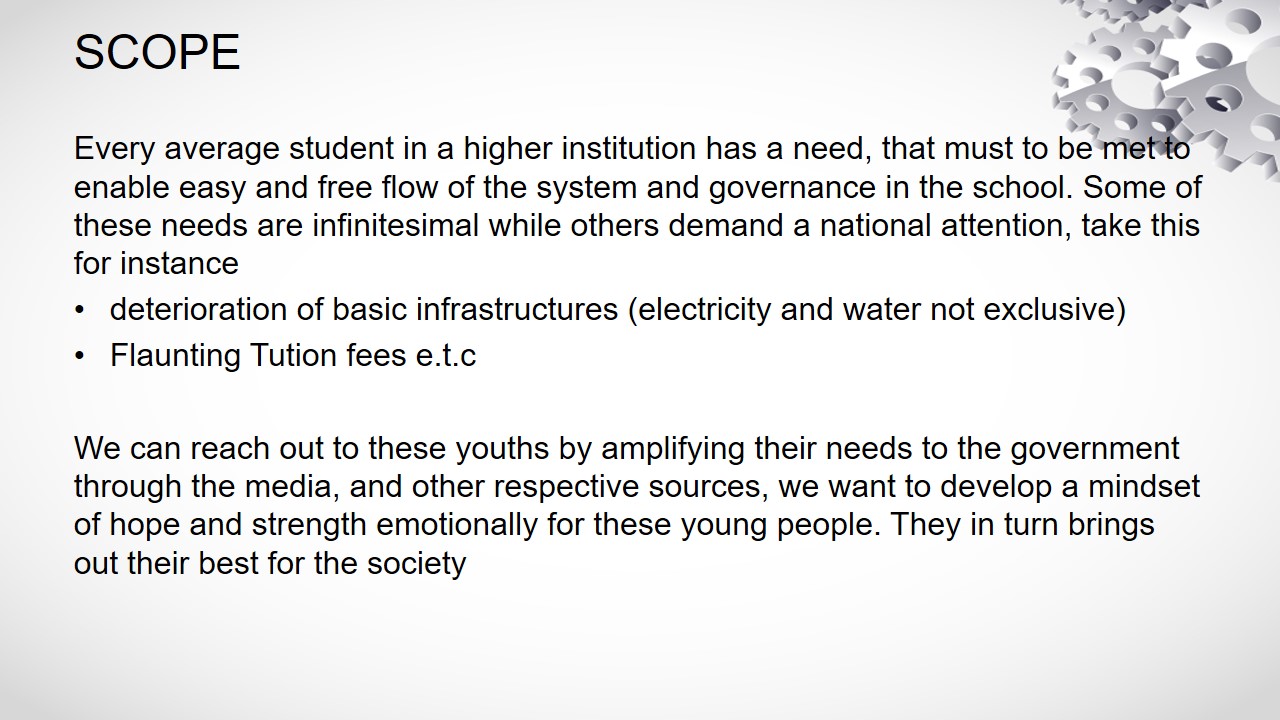 SCOPE
Every average student in a higher institution has a need, that must to be met to
enable easy and free flow of the system and governance in the school. Some of
these needs are infinitesimal while others demand a national attention, take this
for instance
• deterioration of basic infrastructures (electricity and water not exclusive)
• Flaunting Tution fees e.t.c
We can reach out to these youths by amplifying their needs to the government
through the media, and other respective sources, we want to develop a mindset
of hope and strength emotionally for these young people. They in turn brings
out their best for the society